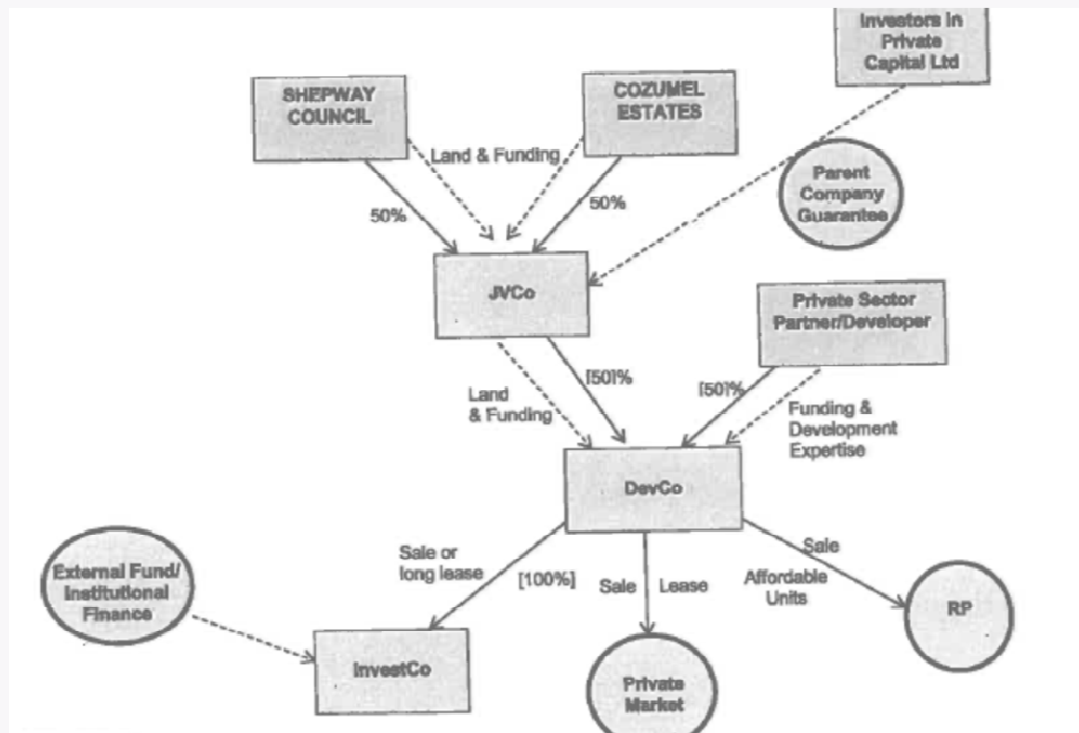 Investors in
Private
Capital Ltd
SHEPWAY
COUNCIL
COZUMEL
ESTATES
Land & Funding
Parent
Company
Guarantee
50%
50%
JVCo
Private Sector
Partner/Developer
[50]%
[50]%
Land
& Funding
Funding &
Development
Expertise
DevCo
Sale or
long lease
[100%]
Sale
Lease
Sale
Affordable
Units
External Fund/
Institutional
Finance
RP
InvestCo
Private
Market